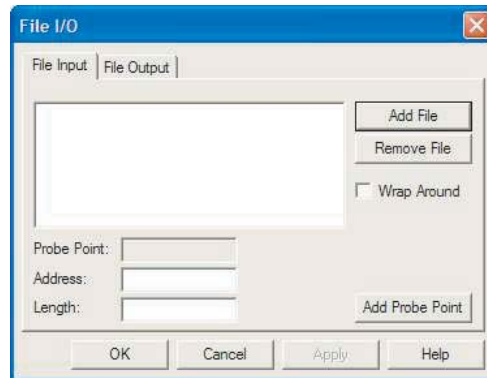 File I/O
File Input File Output
Add File
Remove File
Wrap Around
Probe Point:
Address:
Length:
Add Probe Point
OK Cancel Apply Help